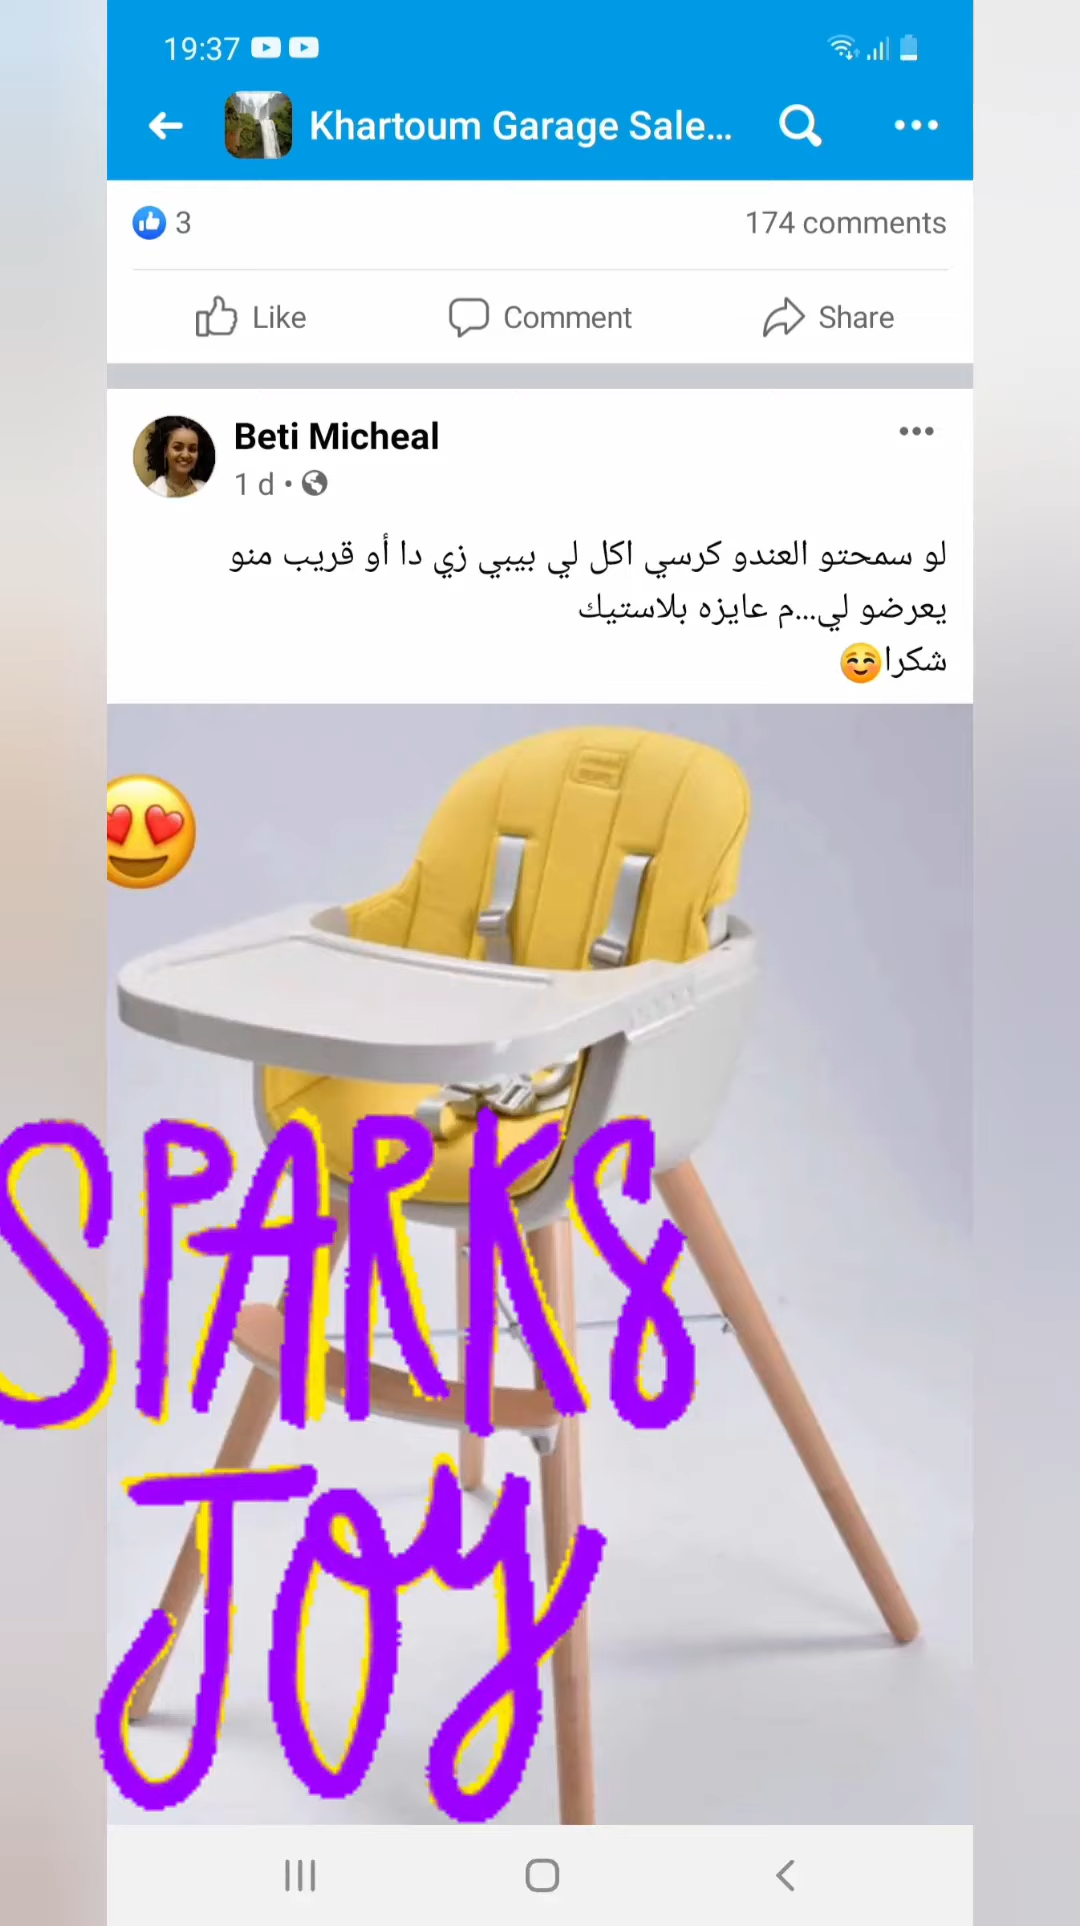 19:37
Khartoum Garage Sale...
3
174 comments
Like
Comment
Share
Beti Micheal
1 d
لو سمحتو العندو كرسي اكل لي بيبي زي دا أو قريب منو
يعرضو لي...م عايزه بلاستيك
شكرا☺️
SPARKS
JOY